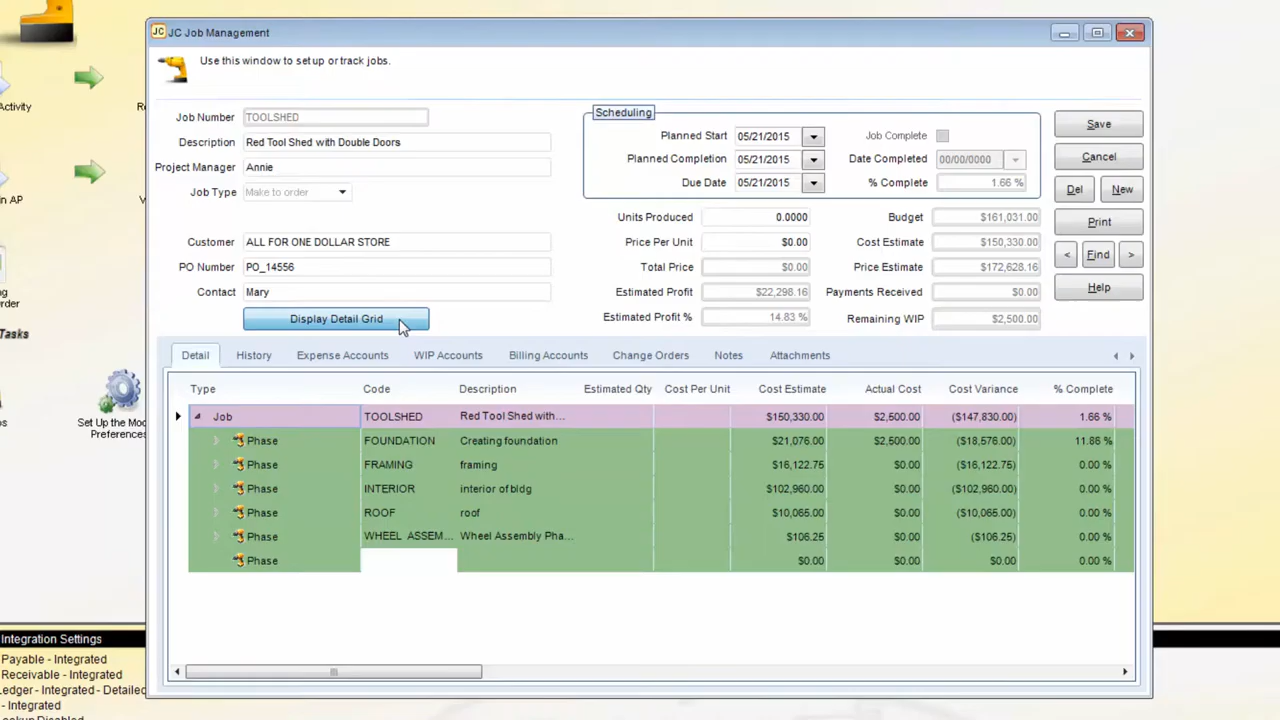 JC JC Job Management
Use this window to set up or track jobs.
Activity
in AP
Order
Tasks
Set Up the Mod
Preferences
Job Number TOOLSHED
Description Red Tool Shed with Double Doors
Project Manager Annie
Job Type Make to order
Customer ALL FOR ONE DOLLAR STORE
PO Number PO_14556
Contact Mary
Display Detail Grid
Scheduling
Planned Start 05/21/2015 Job Complete
Planned Completion 05/21/2015 Date Completed 00/00/0000
Due Date 05/21/2015 % Complete 1.66 %
Units Produced 0.0000 Budget $161,031.00
Price Per Unit $0.00 Cost Estimate $150,330.00
Total Price $0.00 Price Estimate $172,628.16
Estimated Profit $22,298.16 Payments Received $0.00
Estimated Profit % 14.83 % Remaining WIP $2,500.00
Save
Cancel
Del New
Print
< Find >
Help
Detail History Expense Accounts WIP Accounts Billing Accounts Change Orders Notes Attachments
Type Code Description Estimated Qty Cost Per Unit Cost Estimate Actual Cost Cost Variance % Complete
Job TOOLSHED Red Tool Shed with... $150,330.00 $2,500.00 ($147,830.00) 1.66 %
Phase FOUNDATION Creating foundation $21,076.00 $2,500.00 ($18,576.00) 11.86 %
Phase FRAMING framing $16,122.75 $0.00 ($16,122.75) 0.00 %
Phase INTERIOR interior of bldg $102,960.00 $0.00 ($102,960.00) 0.00 %
Phase ROOF roof $10,065.00 $0.00 ($10,065.00) 0.00 %
Phase WHEEL ASSEM... Wheel Assembly Pha... $106.25 $0.00 ($106.25) 0.00 %
Phase $0.00 $0.00 $0.00 0.00 %
Integration Settings
Payable - Integrated
Receivable - Integrated
Ledger - Integrated - Detailed
- Integrated